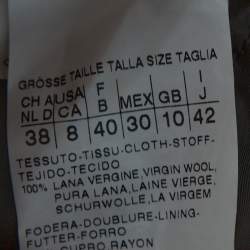 GRÖSSE TAILLE TALLA SIZE TAGLIA
CH A USA F MEX GB I
NL D CA B J
38 8 40 30 10 42
TESSUTO-TISSU-CLOTH-STOFF-
TEJIDO-TECIDO
100% LANA VERGINE, VIRGIN WOOL,
PURA LANA, LAINE VIERGE,
SCHURWOLLE, LA VIRGEM
FODERA-DOUBLURE-LINING-
FUTTER-FORRO
CUPRO RAYON